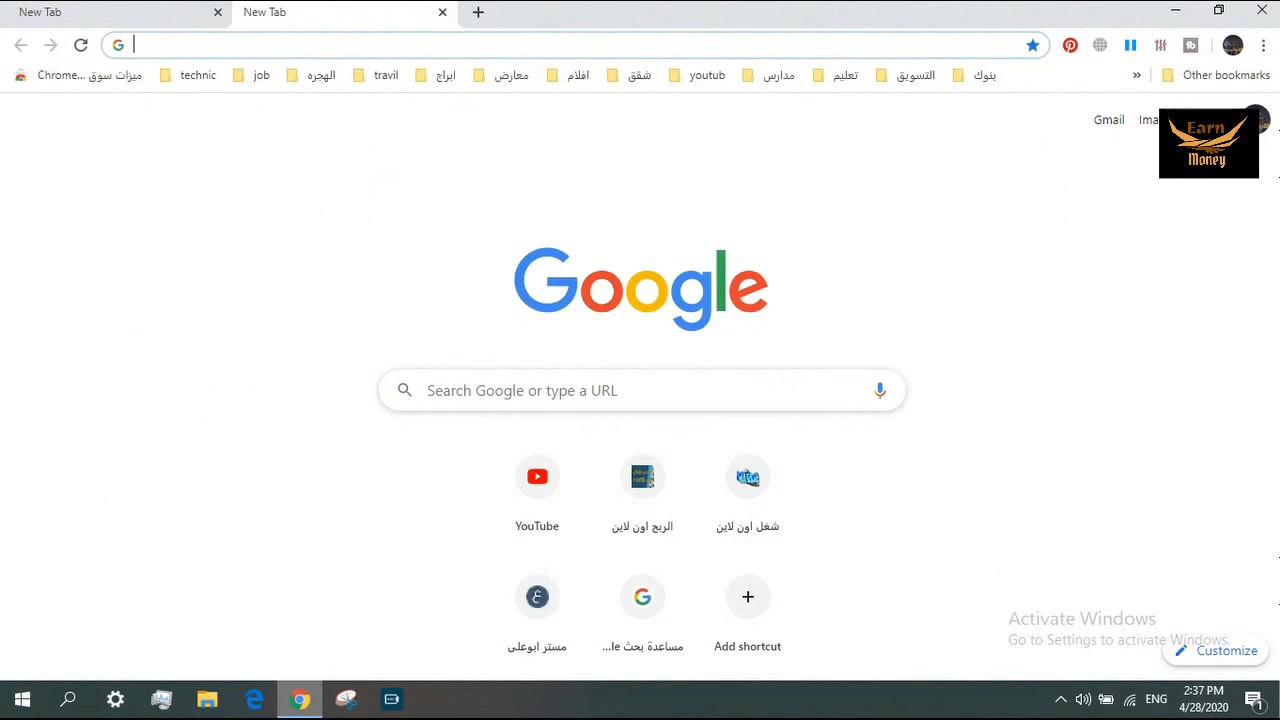 New Tab
New Tab
ميزات سوق ...Chrome
technic
job
الهجره
travil
ابراج
معارض
افلام
شقق
youtub
مدارس
تعليم
التسويق
بنوك
»
Other bookmarks
Gmail
Ima
Earn
Money
Google
Search Google or type a URL
YouTube
الربح اون لاين
شغل اون لاين
مستر ابوعلى
مساعدة بحث le...
Add shortcut
Activate Windows
Go to Settings to activate Windows.
Customize
ENG
2:37 PM
4/28/2020
1